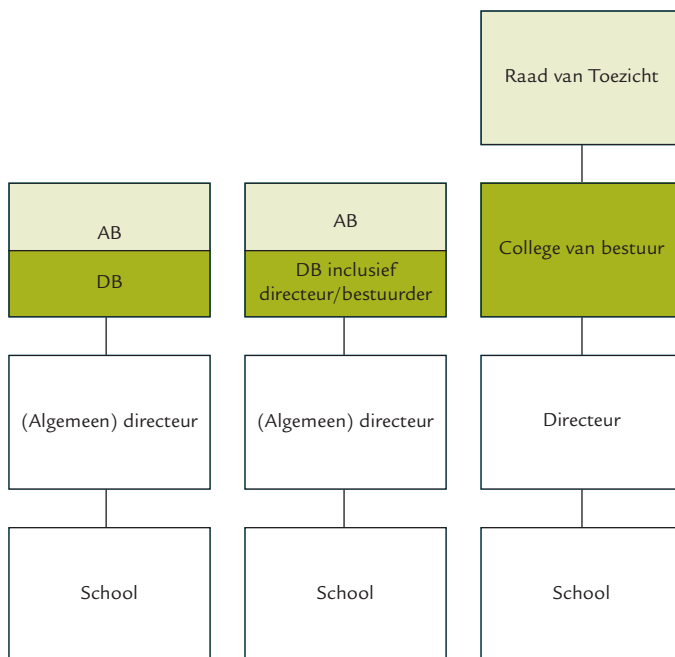 Raad van Toezicht
AB
DB
AB
DB inclusief
directeur/bestuurder
College van bestuur
(Algemeen) directeur
(Algemeen) directeur
Directeur
School
School
School